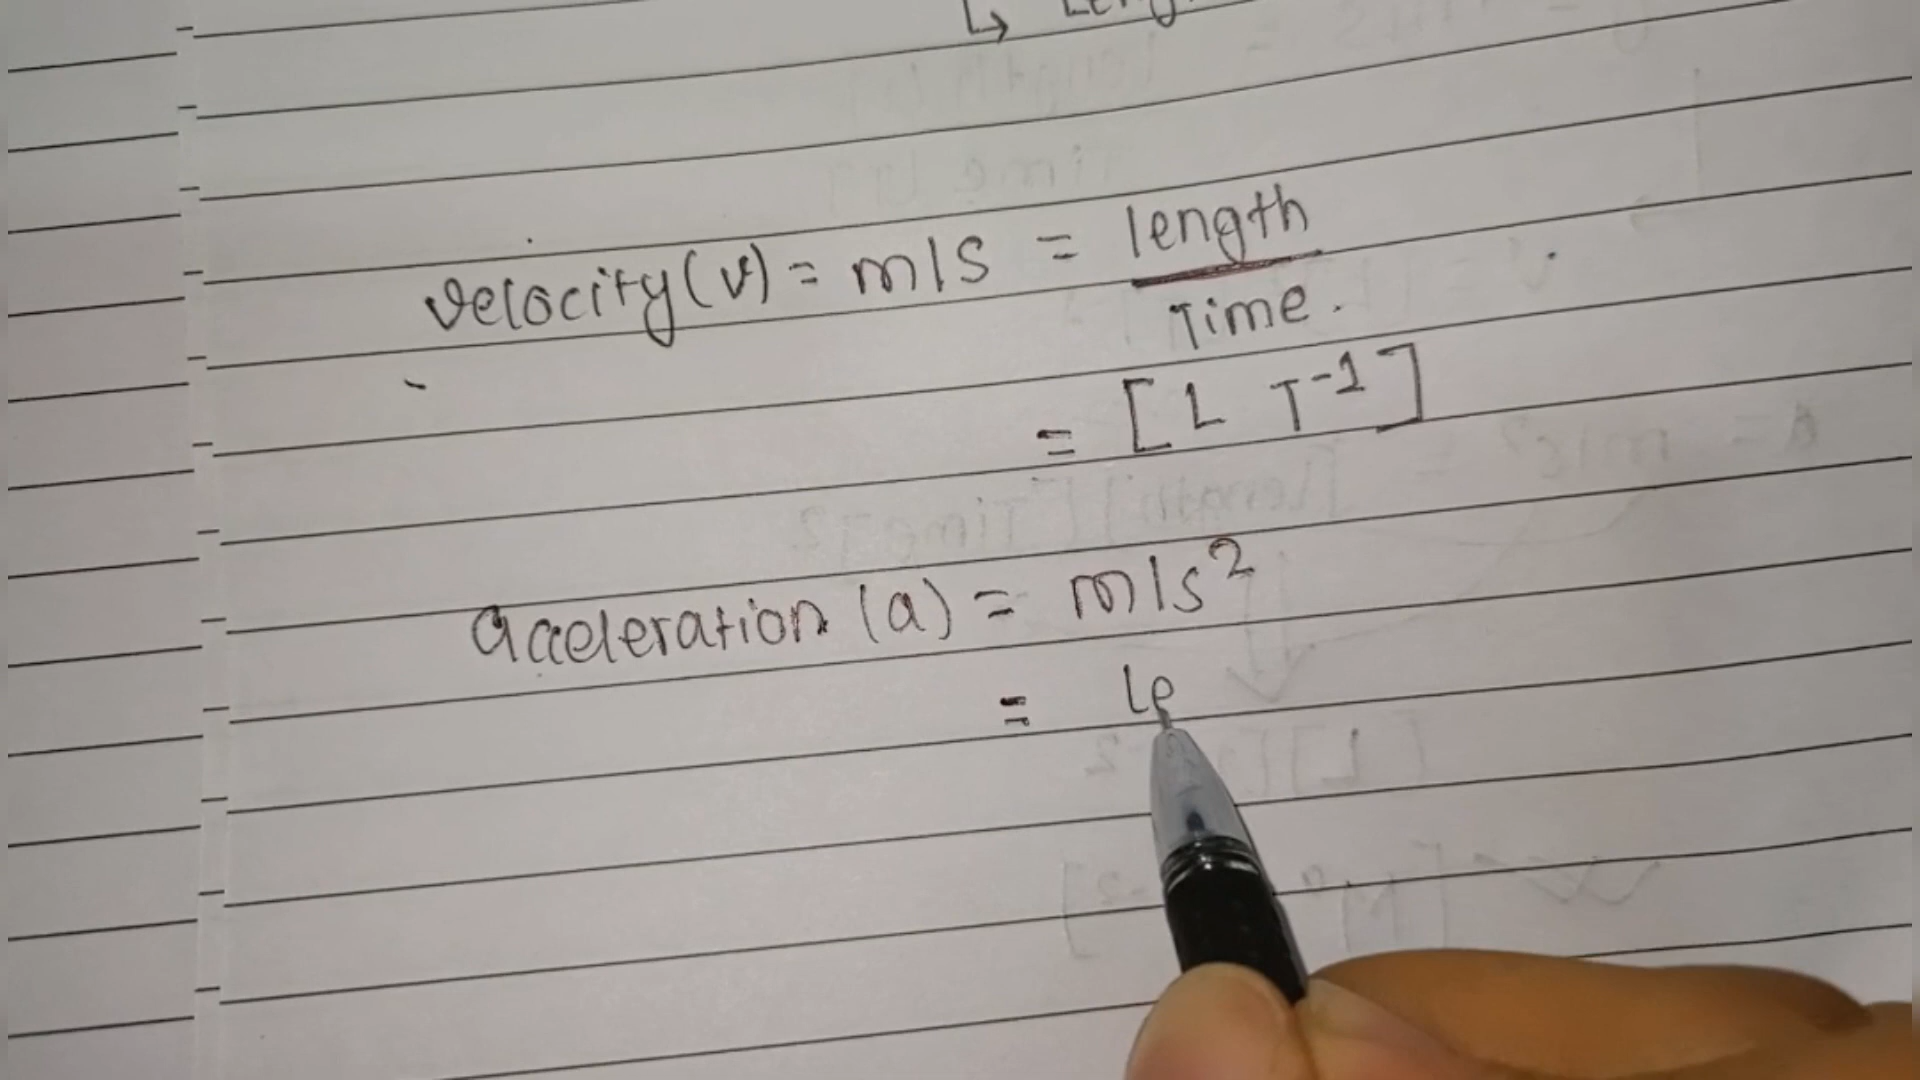 velocity (v) = m/s = length
Time.
= [L T⁻¹]
acceleration (a) = m/s²
= le